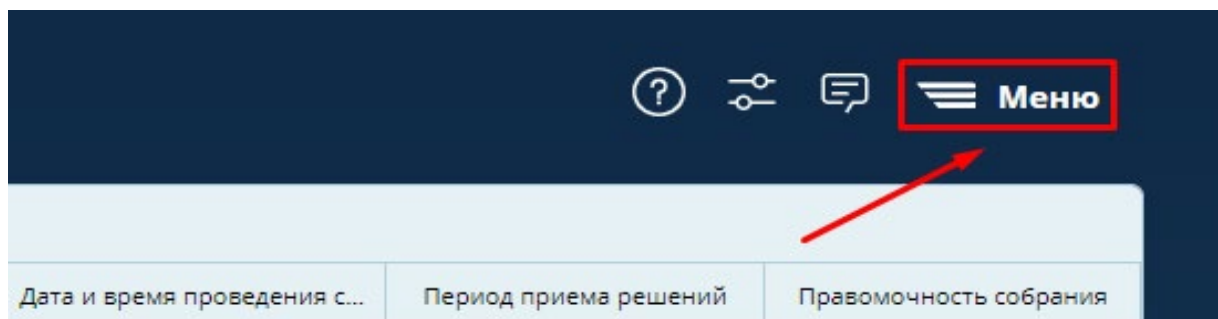 Меню
Дата и время проведения с... Период приема решений Правомочность собрания